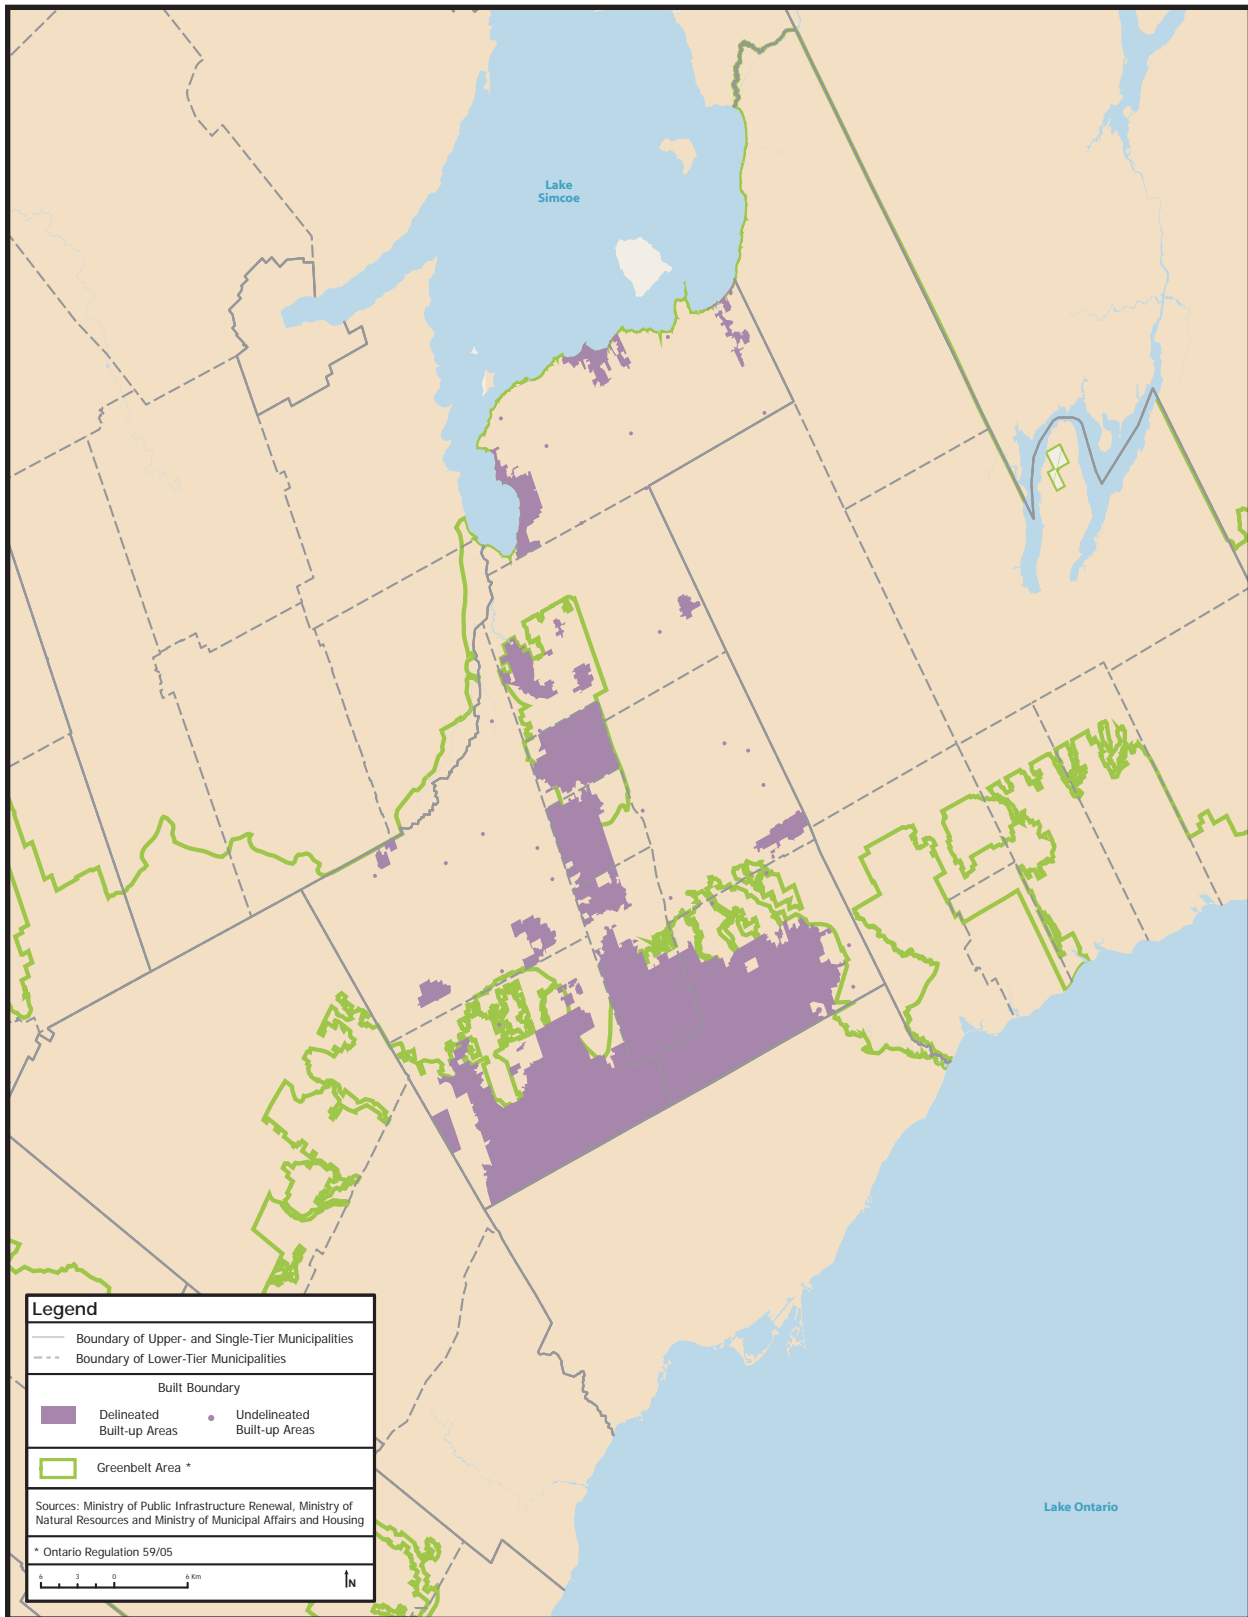 Lake
Simcoe
Lake Ontario
Legend
Boundary of Upper- and Single-Tier Municipalities
Boundary of Lower-Tier Municipalities
Built Boundary
Delineated
Built-up Areas
Undelineated
Built-up Areas
Greenbelt Area *
Sources: Ministry of Public Infrastructure Renewal, Ministry of
Natural Resources and Ministry of Municipal Affairs and Housing
* Ontario Regulation 59/05
6 3 0 6 Km
N